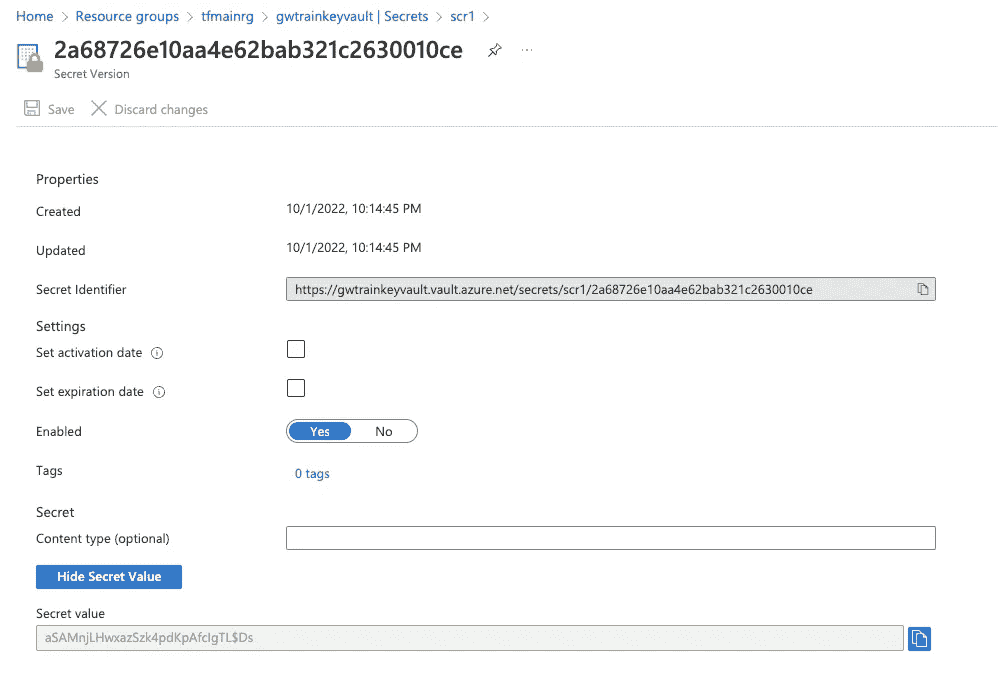 Home > Resource groups > tfmainrg > gwtrainkeyvault | Secrets > scr1 >
2a68726e10aa4e62bab321c2630010ce
Secret Version
Save Discard changes
Properties
Created 10/1/2022, 10:14:45 PM
Updated 10/1/2022, 10:14:45 PM
Secret Identifier https://gwtrainkeyvault.vault.azure.net/secrets/scr1/2a68726e10aa4e62bab321c2630010ce
Settings
Set activation date
Set expiration date
Enabled Yes No
Tags 0 tags
Secret
Content type (optional)
Hide Secret Value
Secret value
aSAMnjLHwxazSzk4pdKpAfclgTL$Ds